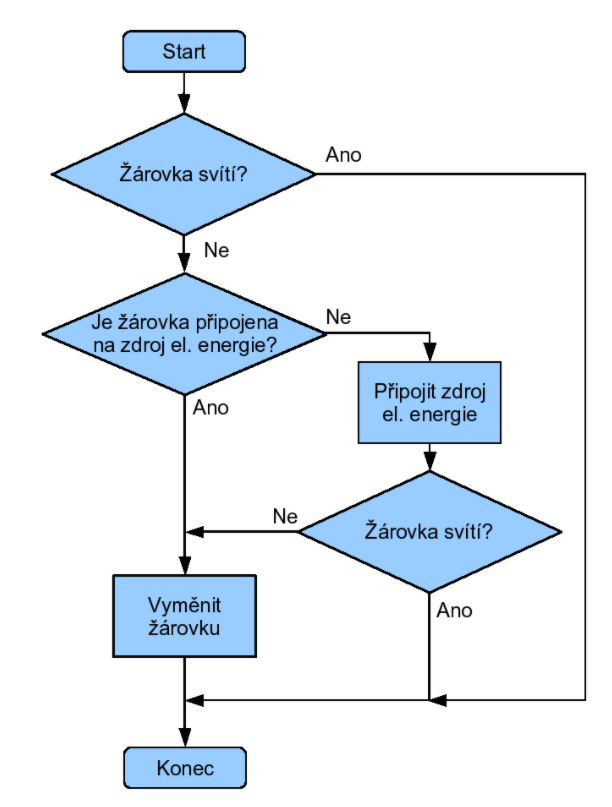 Start
Žárovka svítí?
Ano
Ne
Je žárovka připojena
na zdroj el. energie?
Ne
Připojit zdroj
el. energie
Ano
Ne
Žárovka svítí?
Vyměnit
žárovku
Ano
Konec